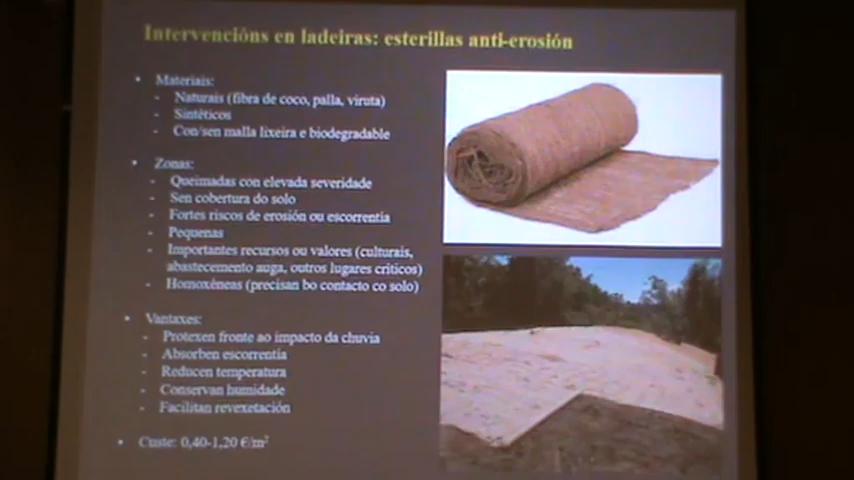 Intervencións en ladeiras: esterillas anti-erosión
• Materiais:
- Naturais (fibra de coco, palla, viruta)
- Sintéticos
- Con/sen malla lixeira e biodegradable
• Zonas:
- Queimadas con elevada severidade
- Sen cobertura do solo
- Fortes riscos de erosión ou escorrentía
- Pequenas
- Importantes recursos ou valores (culturais,
abastecemento auga, outros lugares críticos)
- Homoxéneas (precisan bo contacto co solo)
• Vantaxes:
- Protexen fronte ao impacto da chuvia
- Absorben escorrentía
- Reducen temperatura
- Conservan humidade
- Facilitan revexetación
• Custe: 0,40-1,20 €/m²